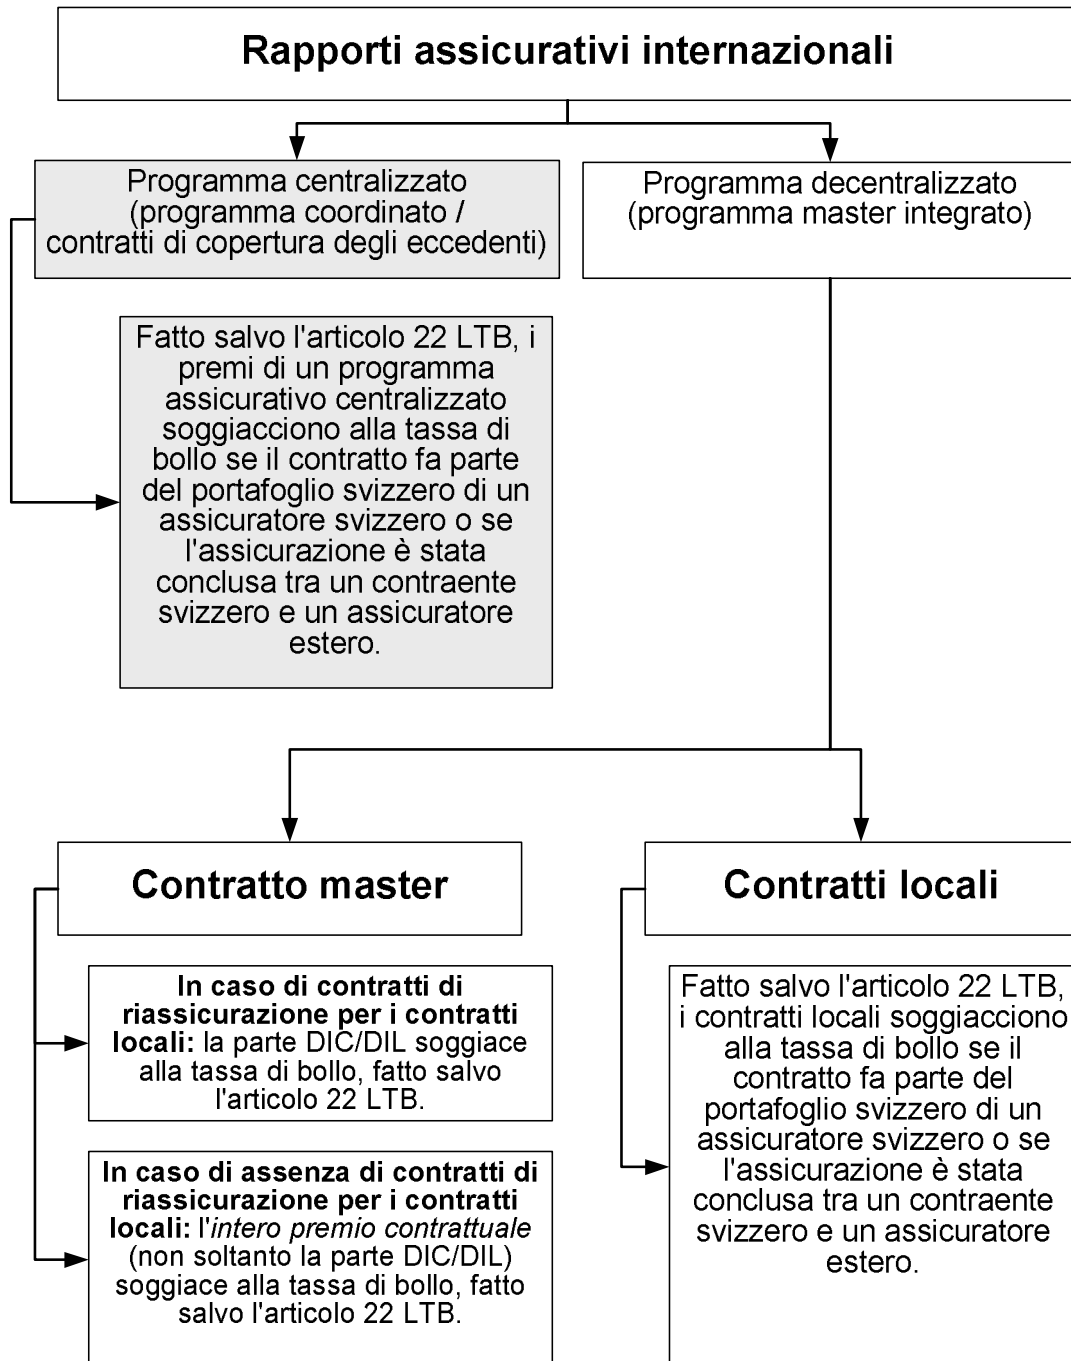 Rapporti assicurativi internazionali
Programma centralizzato
(programma coordinato /
contratti di copertura degli eccedenti)
Programma decentralizzato
(programma master integrato)
Fatto salvo l'articolo 22 LTB, i
premi di un programma
assicurativo centralizzato
soggiacciono alla tassa di
bollo se il contratto fa parte
del portafoglio svizzero di un
assicuratore svizzero o se
l'assicurazione è stata
conclusa tra un contraente
svizzero e un assicuratore
estero.
Contratto master
In caso di contratti di
riassicurazione per i contratti
locali: la parte DIC/DIL soggiace
alla tassa di bollo, fatto salvo
l'articolo 22 LTB.
In caso di assenza di contratti di
riassicurazione per i contratti
locali: l'intero premio contrattuale
(non soltanto la parte DIC/DIL)
soggiace alla tassa di bollo, fatto
salvo l'articolo 22 LTB.
Contratti locali
Fatto salvo l'articolo 22 LTB,
i contratti locali soggiacciono
alla tassa di bollo se il
contratto fa parte del
portafoglio svizzero di un
assicuratore svizzero o se
l'assicurazione è stata
conclusa tra un contraente
svizzero e un assicuratore
estero.